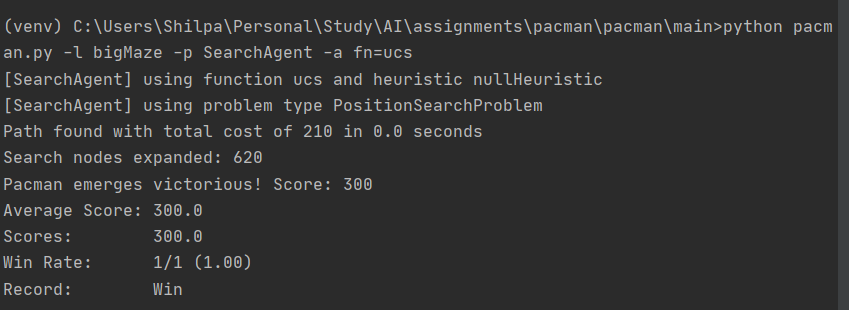 (venv) C:\Users\Shilpa\Personal\Study\AI\assignments\pacman\pacman\main>python pacm
an.py -l bigMaze -p SearchAgent -a fn=ucs
[SearchAgent] using function ucs and heuristic nullHeuristic
[SearchAgent] using problem type PositionSearchProblem
Path found with total cost of 210 in 0.0 seconds
Search nodes expanded: 620
Pacman emerges victorious! Score: 300
Average Score: 300.0
Scores:        300.0
Win Rate:      1/1 (1.00)
Record:        Win